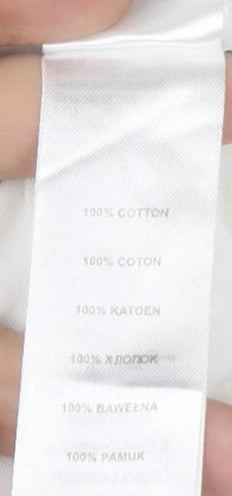 100% COTTON
100% COTON
100% KATOEN
100% ХЛОПОК
100% BAWEŁNA
100% PAMUK